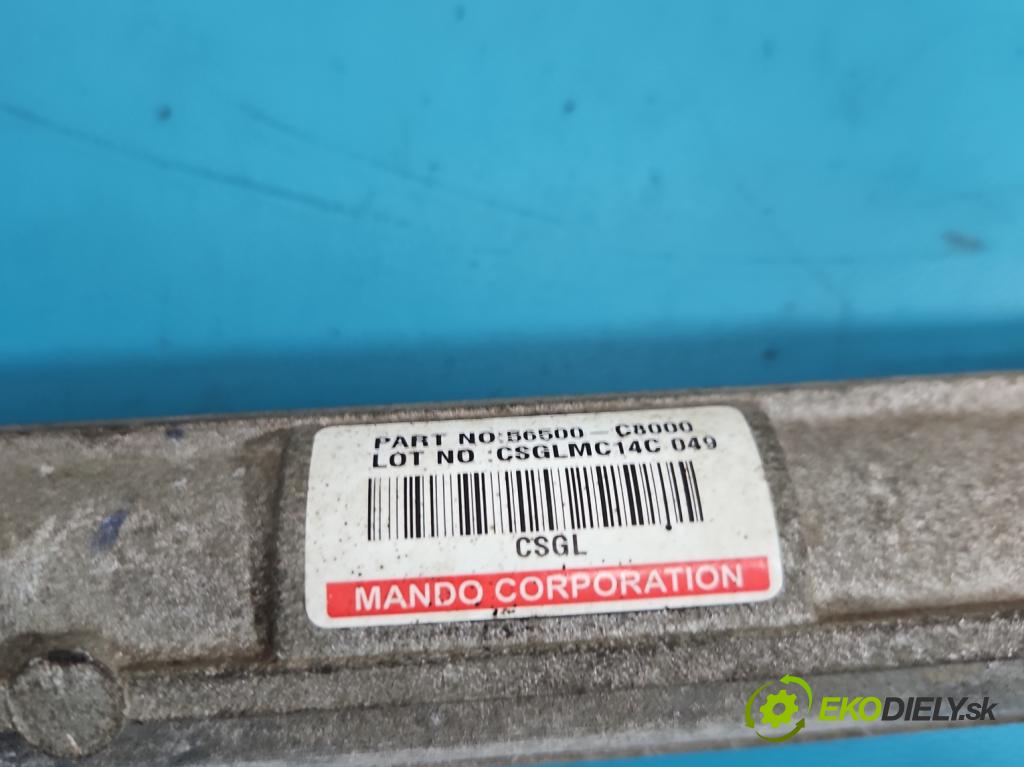 PART NO:56500-C8000
LOT NO :CSGLMC14C 049
CSGL
MANDO CORPORATION
EKODIELY.sk